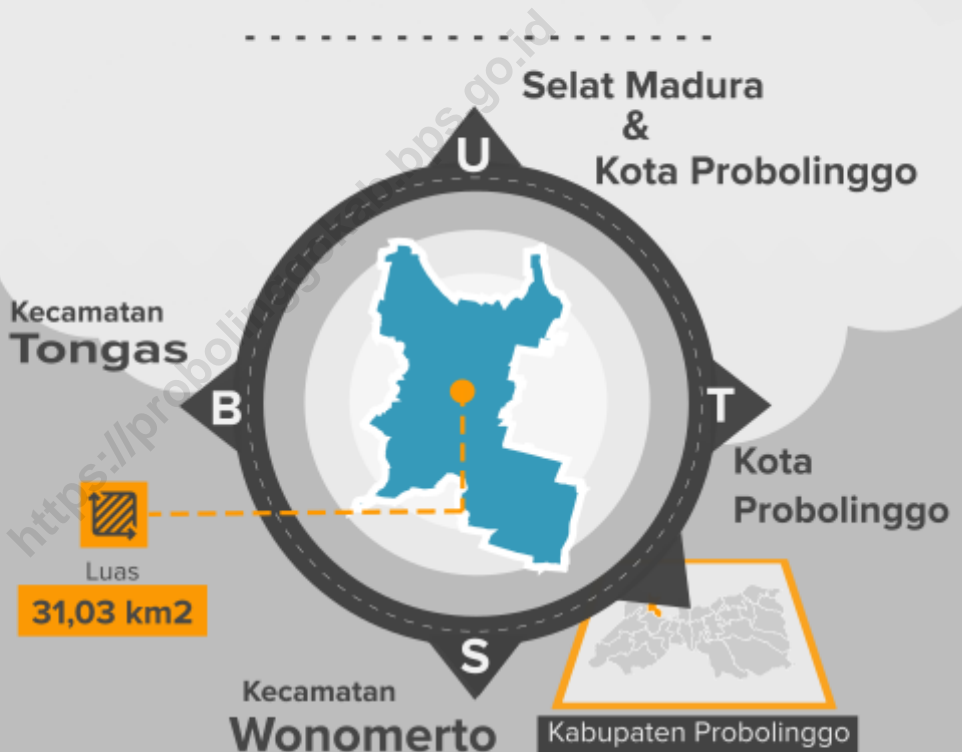 Selat Madura
&
Kota Probolinggo
U
Kecamatan
Tongas
B
T
Kota
Probolinggo
Luas
31,03 km2
S
Kecamatan
Wonomerto
Kabupaten Probolinggo
https://probolinggokab.bps.go.id